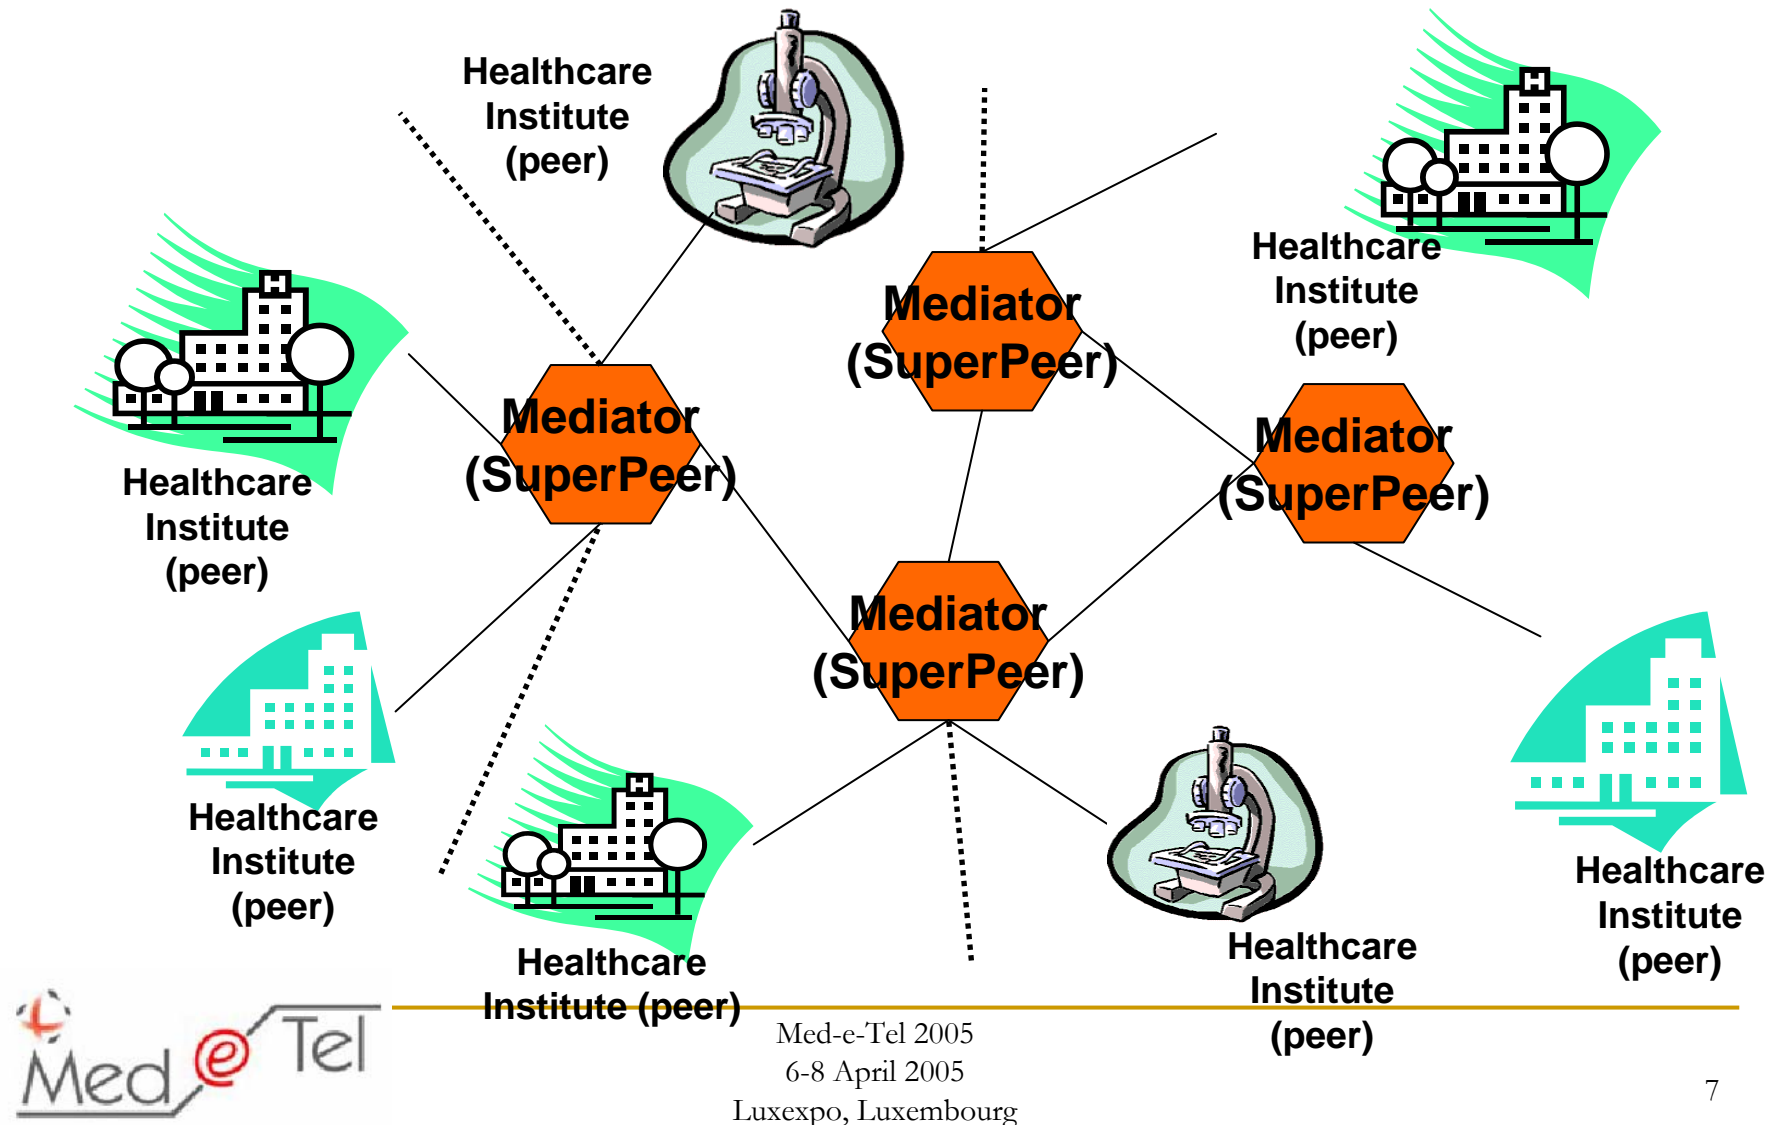 Healthcare
Institute
(peer)
Healthcare
Institute
(peer)
Mediator
(SuperPeer)
Mediator
(SuperPeer)
Mediator
(SuperPeer)
Healthcare
Institute
(peer)
Mediator
(SuperPeer)
Healthcare
Institute
(peer)
Healthcare
Institute (peer)
Healthcare
Institute
(peer)
Healthcare
Institute
(peer)
Med@Tel
Med-e-Tel 2005
6-8 April 2005
Luxexpo, Luxembourg
7
H
H
H